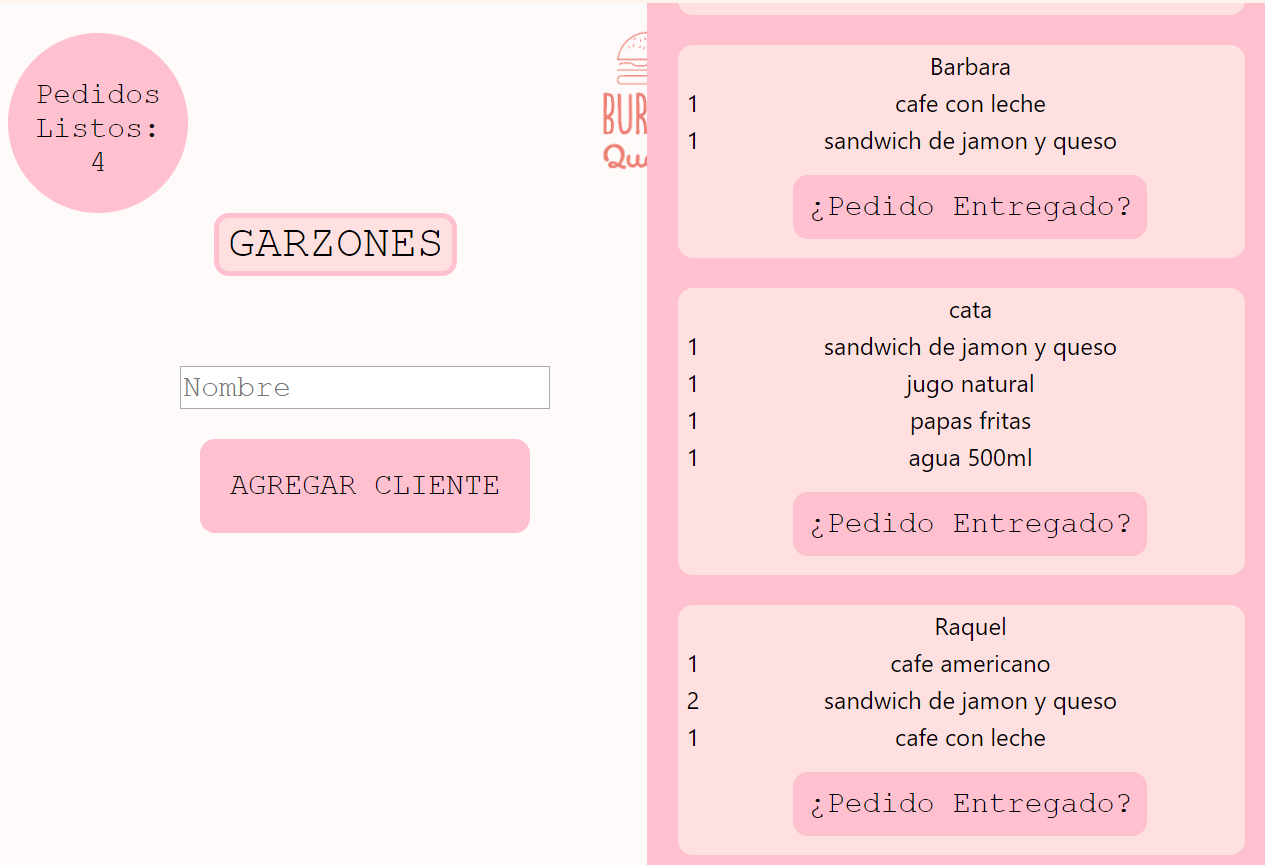 Pedidos
Listos:
4
BUR
Qu
GARZONES
Nombre
AGREGAR CLIENTE
Barbara
1 cafe con leche
1 sandwich de jamon y queso
¿Pedido Entregado?
cata
1 sandwich de jamon y queso
1 jugo natural
1 papas fritas
1 agua 500ml
¿Pedido Entregado?
Raquel
1 cafe americano
2 sandwich de jamon y queso
1 cafe con leche
¿Pedido Entregado?